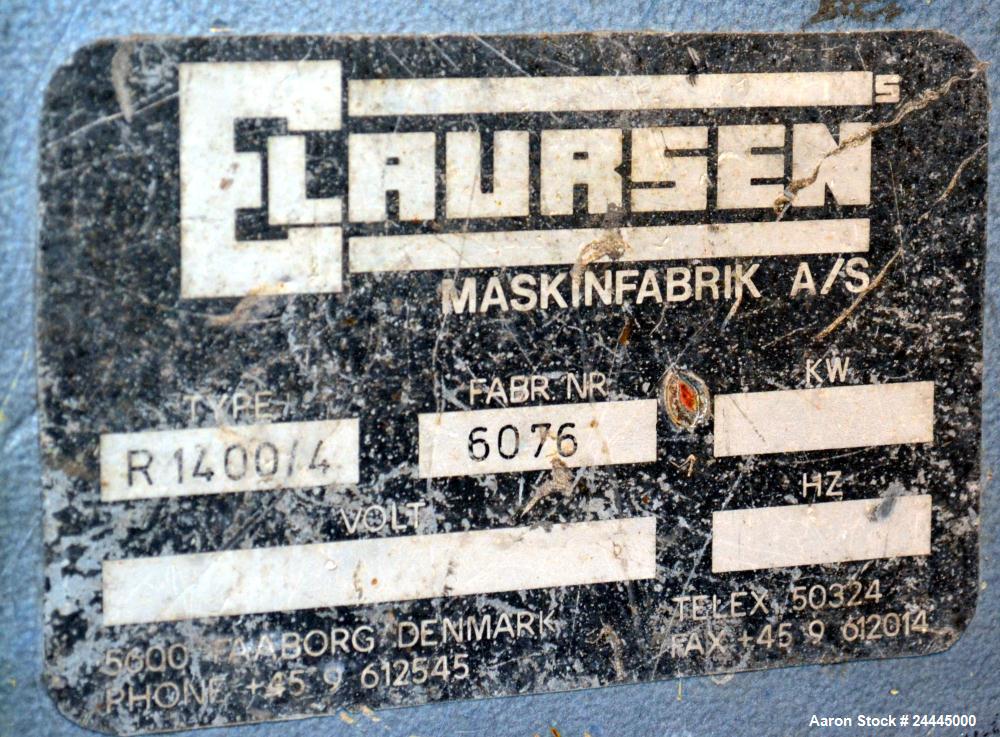 E LAURSENS
MASKINFABRIK A/S
TYPE FABR NR KW
R 1400/4 6076
VOLT HZ
5600 FAABORG DENMARK TELEX 50324
PHONE +45 9 612545 FAX +45 9 612014
Aaron Stock # 24445000